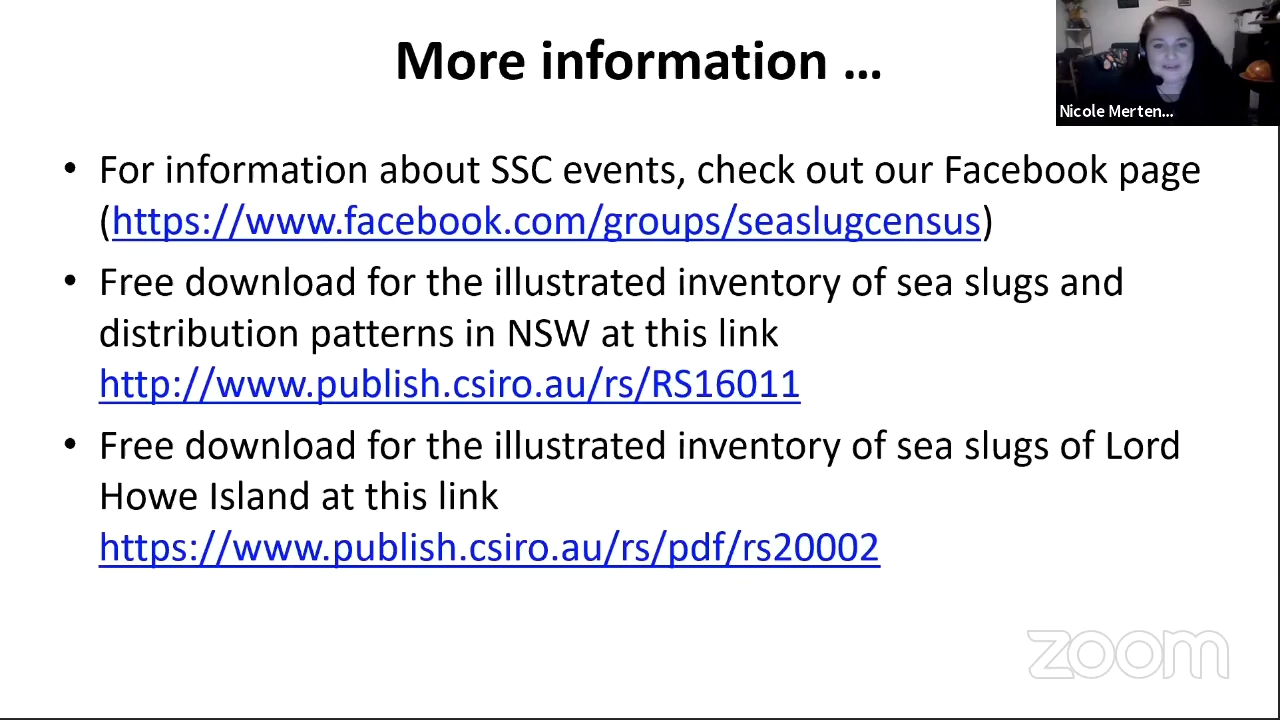 More information ...
Nicole Merten...
• For information about SSC events, check out our Facebook page
(https://www.facebook.com/groups/seaslugcensus)
• Free download for the illustrated inventory of sea slugs and
distribution patterns in NSW at this link
http://www.publish.csiro.au/rs/RS16011
• Free download for the illustrated inventory of sea slugs of Lord
Howe Island at this link
https://www.publish.csiro.au/rs/pdf/rs20002
zoom